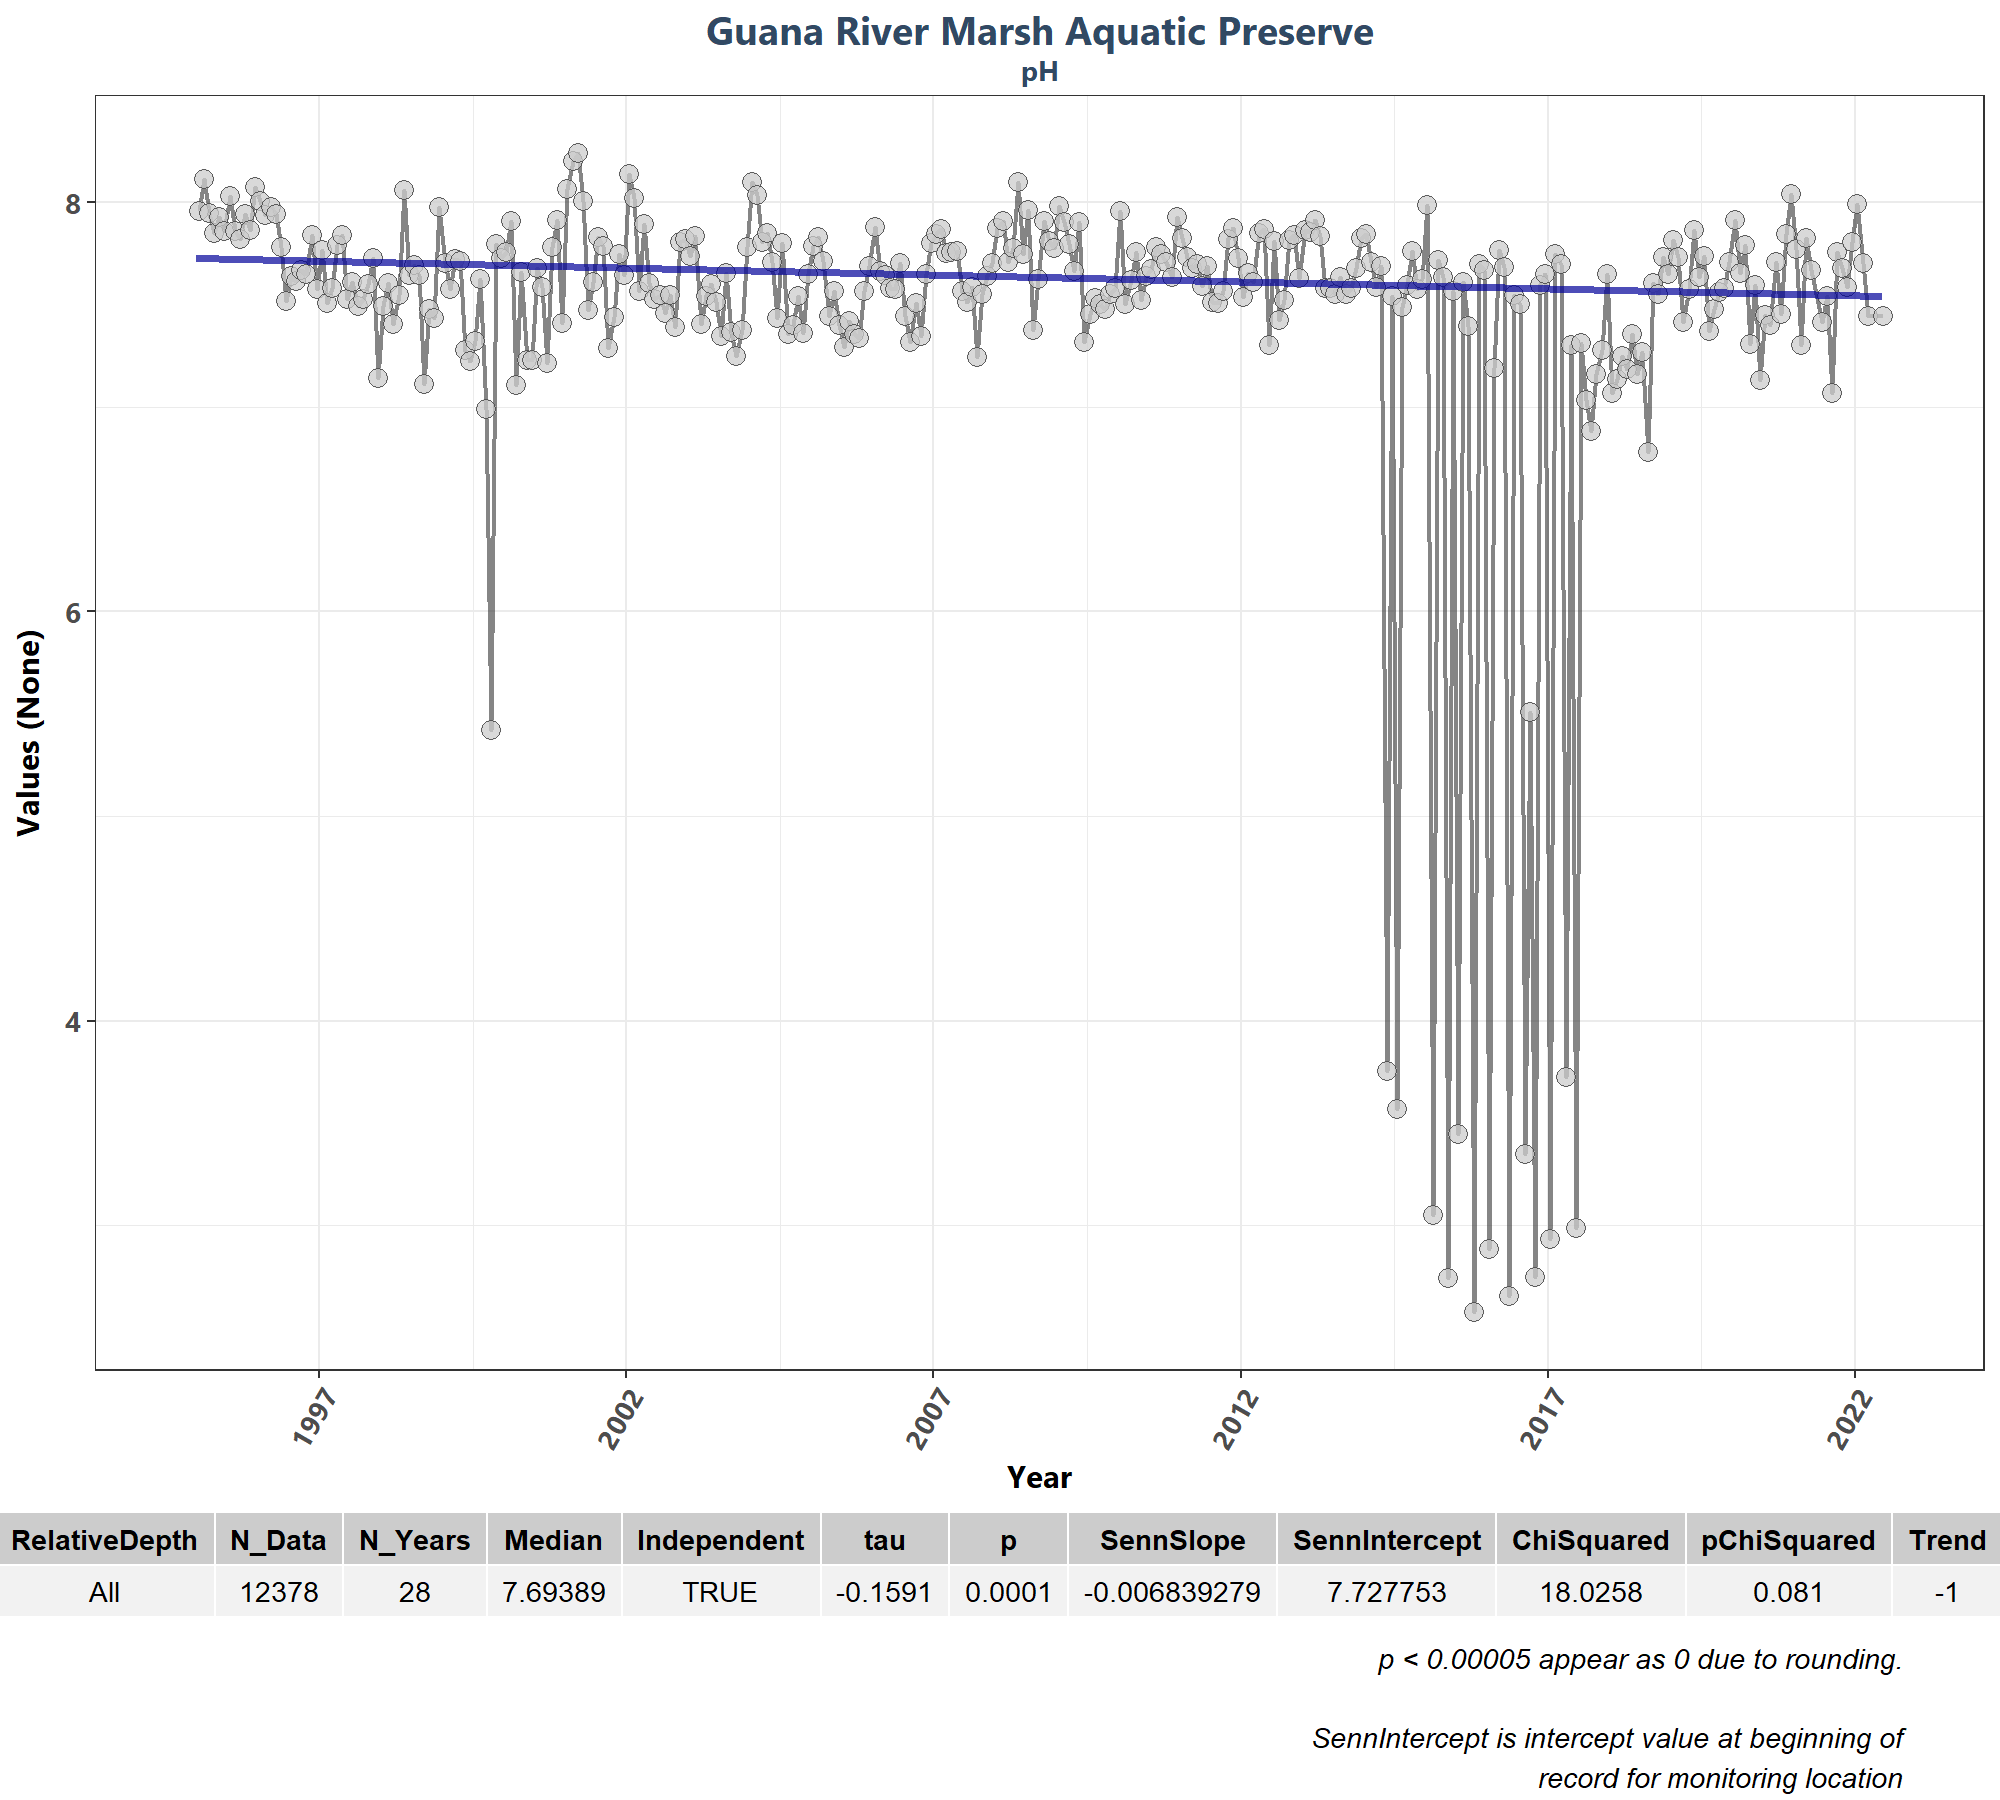 Guana River Marsh Aquatic Preserve
pH
Values (None)
8
6
4
1997 2002 2007 2012 2017 2022
Year
RelativeDepth N_Data N_Years Median Independent tau p SennSlope SennIntercept ChiSquared pChiSquared Trend
All 12378 28 7.69389 TRUE -0.1591 0.0001 -0.006839279 7.727753 18.0258 0.081 -1
p < 0.00005 appear as 0 due to rounding.
SennIntercept is intercept value at beginning of
record for monitoring location